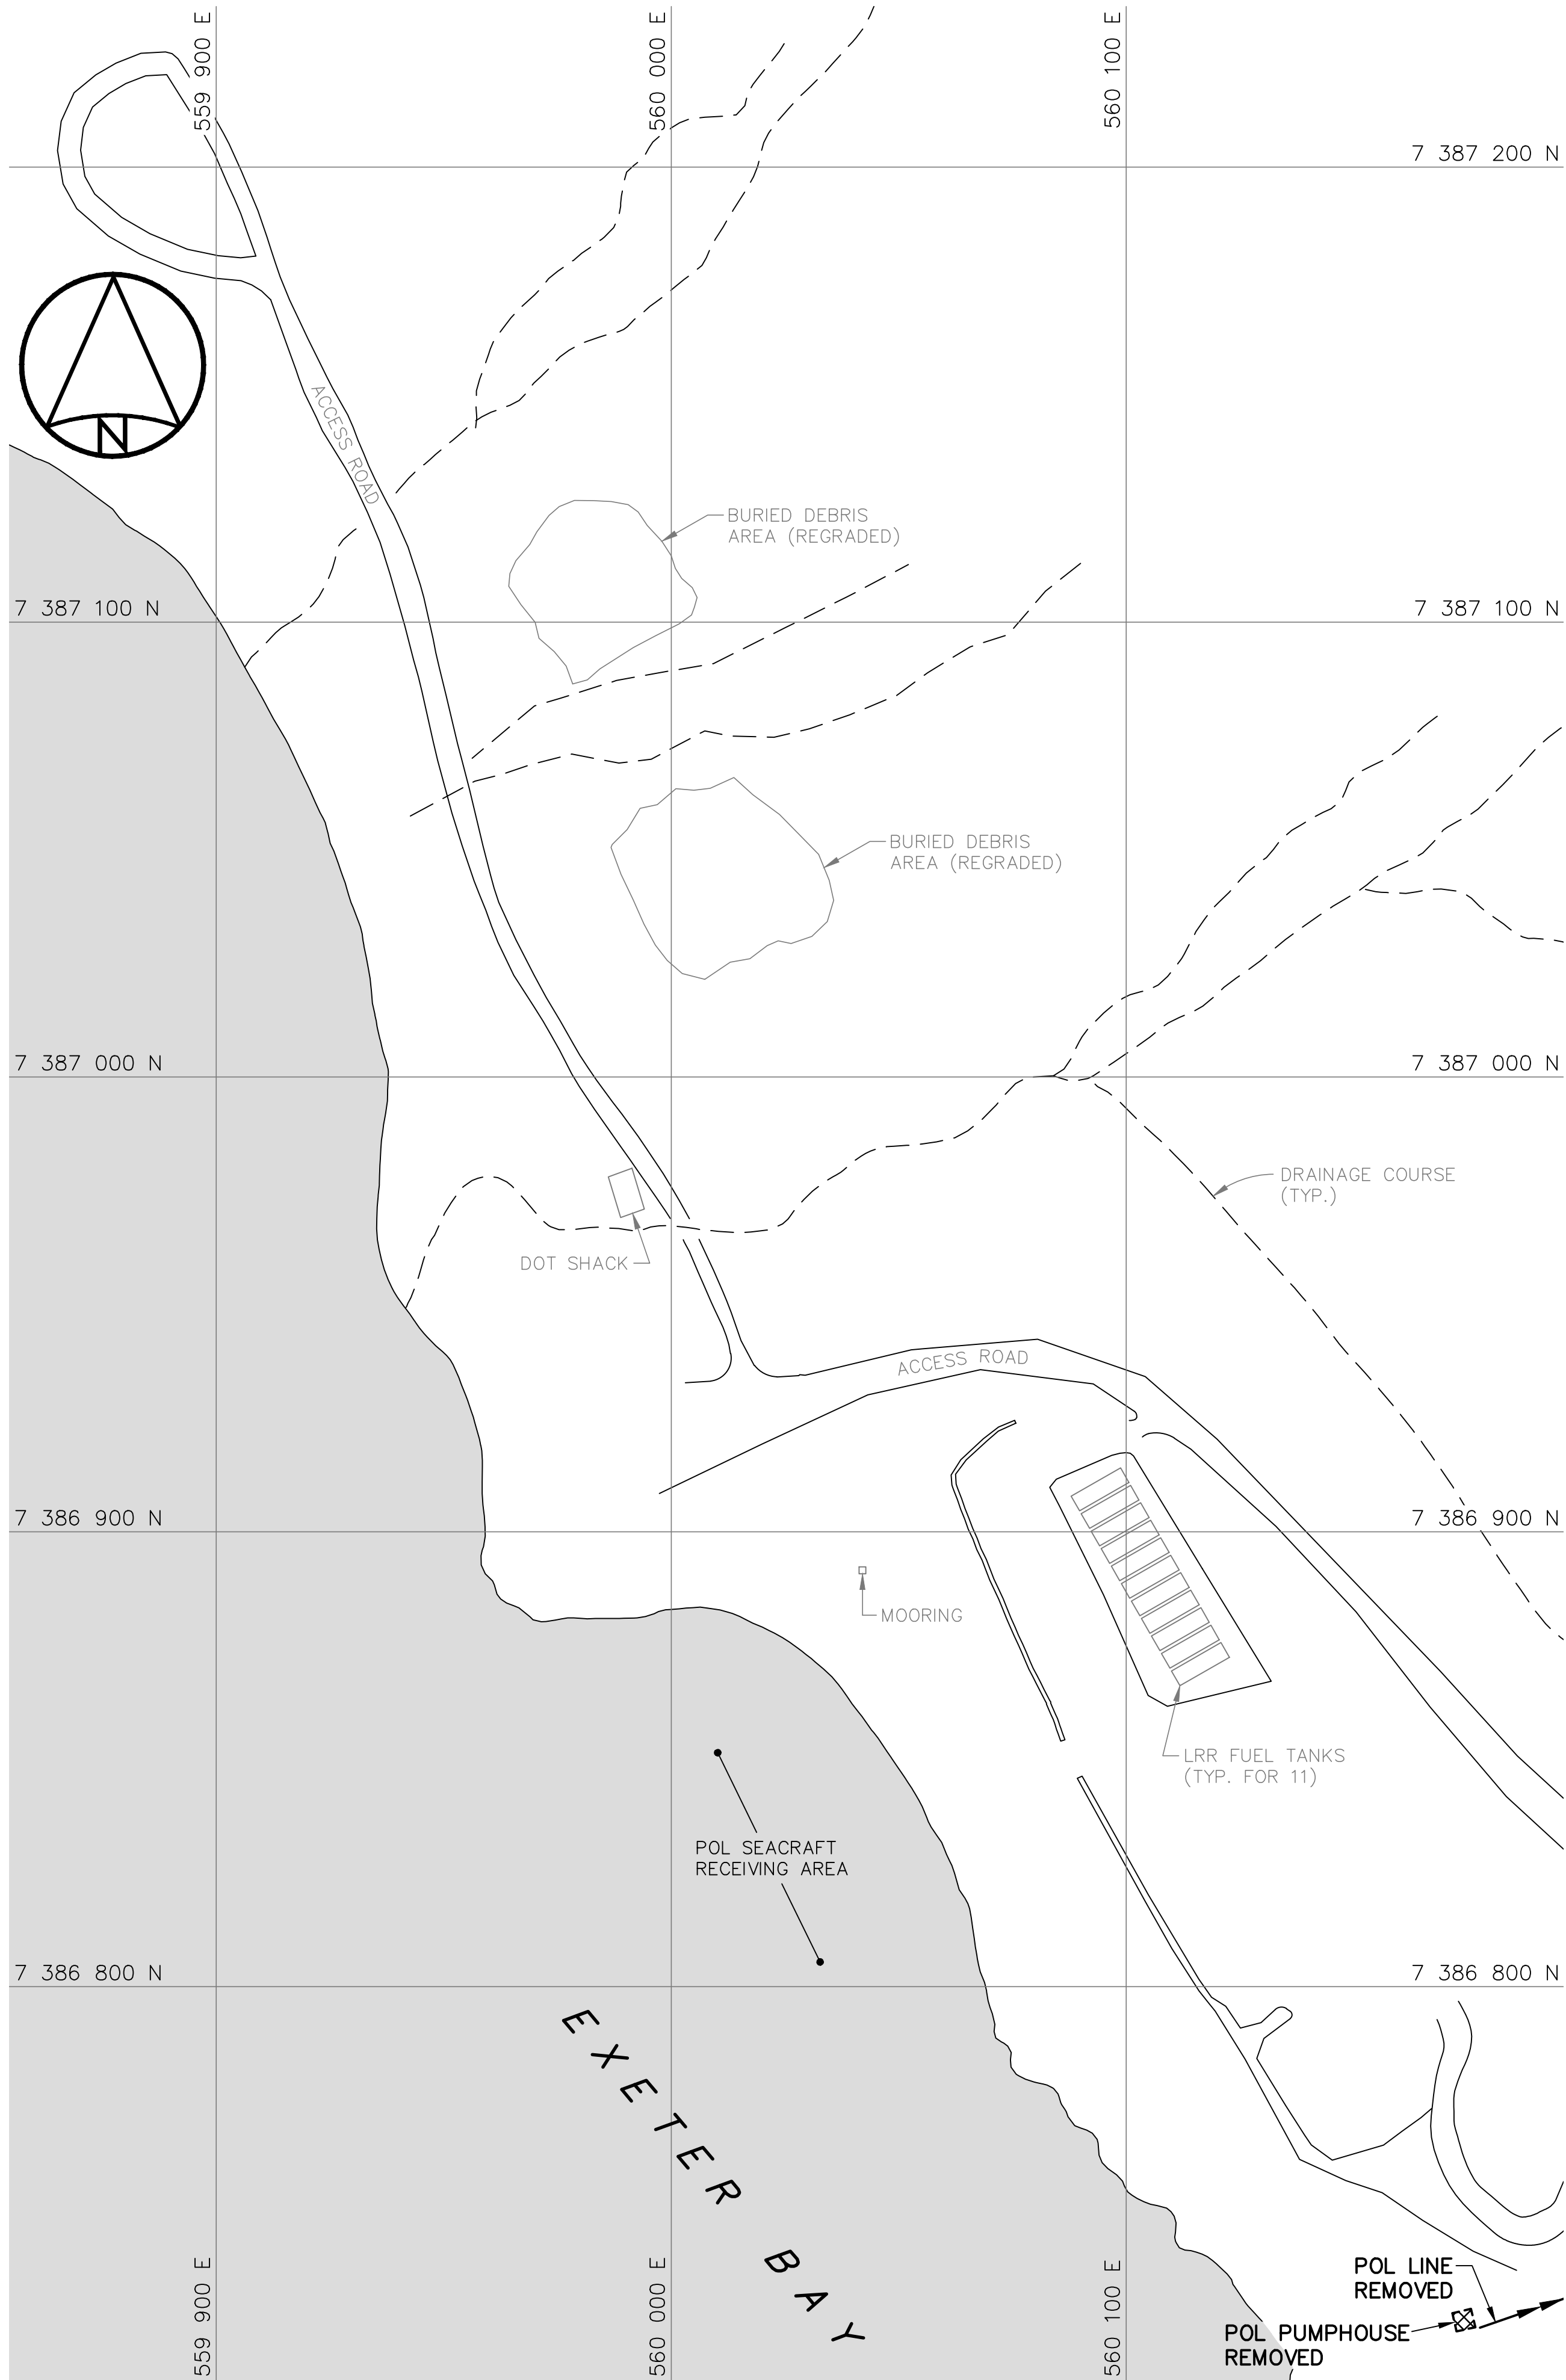 559 900 E
560 000 E
560 100 E
7 387 200 N
N
ACCESS ROAD
BURIED DEBRIS
AREA (REGRADED)
7 387 100 N
7 387 100 N
BURIED DEBRIS
AREA (REGRADED)
7 387 000 N
7 387 000 N
DRAINAGE COURSE
(TYP.)
DOT SHACK
ACCESS ROAD
7 386 900 N
7 386 900 N
MOORING
LRR FUEL TANKS
(TYP. FOR 11)
POL SEACRAFT
RECEIVING AREA
7 386 800 N
7 386 800 N
EXETER BAY
POL LINE
REMOVED
POL PUMPHOUSE
REMOVED
559 900 E
560 000 E
560 100 E